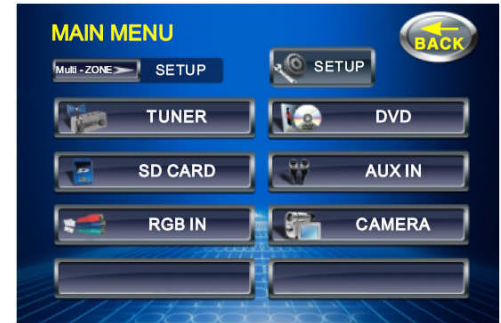 MAIN MENU
BACK
Multi - ZONE SETUP
SETUP
TUNER
DVD
SD CARD
AUX IN
RGB IN
CAMERA